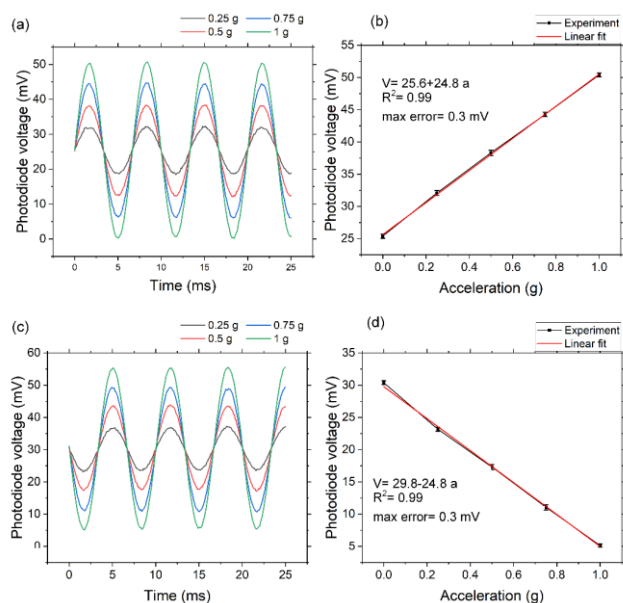 (a)
0.25 g 0.75 g
0.5 g 1 g
Photodiode voltage (mV)
50
40
30
20
10
0
0 5 10 15 20 25
Time (ms)
(b)
Experiment
Linear fit
Photodiode voltage (mV)
55
50
45
40
35
30
25
V= 25.6+24.8 a
R²= 0.99
max error= 0.3 mV
0.0 0.2 0.4 0.6 0.8 1.0
Acceleration (g)
(c)
0.25 g 0.75 g
0.5 g 1 g
Photodiode voltage (mV)
60
50
40
30
20
10
0
0 5 10 15 20 25
Time (ms)
(d)
Experiment
Linear fit
Photodiode voltage (mV)
35
30
25
20
15
10
5
V= 29.8-24.8 a
R²= 0.99
max error= 0.3 mV
0.0 0.2 0.4 0.6 0.8 1.0
Acceleration (g)